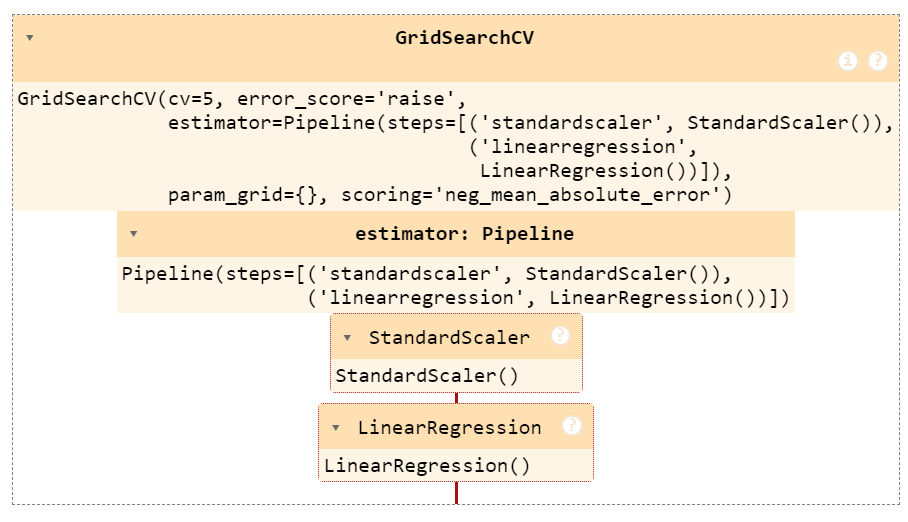 GridSearchCV
i ?
GridSearchCV(cv=5, error_score='raise',
estimator=Pipeline(steps=[('standardscaler', StandardScaler()),
('linearregression',
LinearRegression())]),
param_grid={}, scoring='neg_mean_absolute_error')
estimator: Pipeline
Pipeline(steps=[('standardscaler', StandardScaler()),
('linearregression', LinearRegression())])
StandardScaler ?
StandardScaler()
LinearRegression ?
LinearRegression()